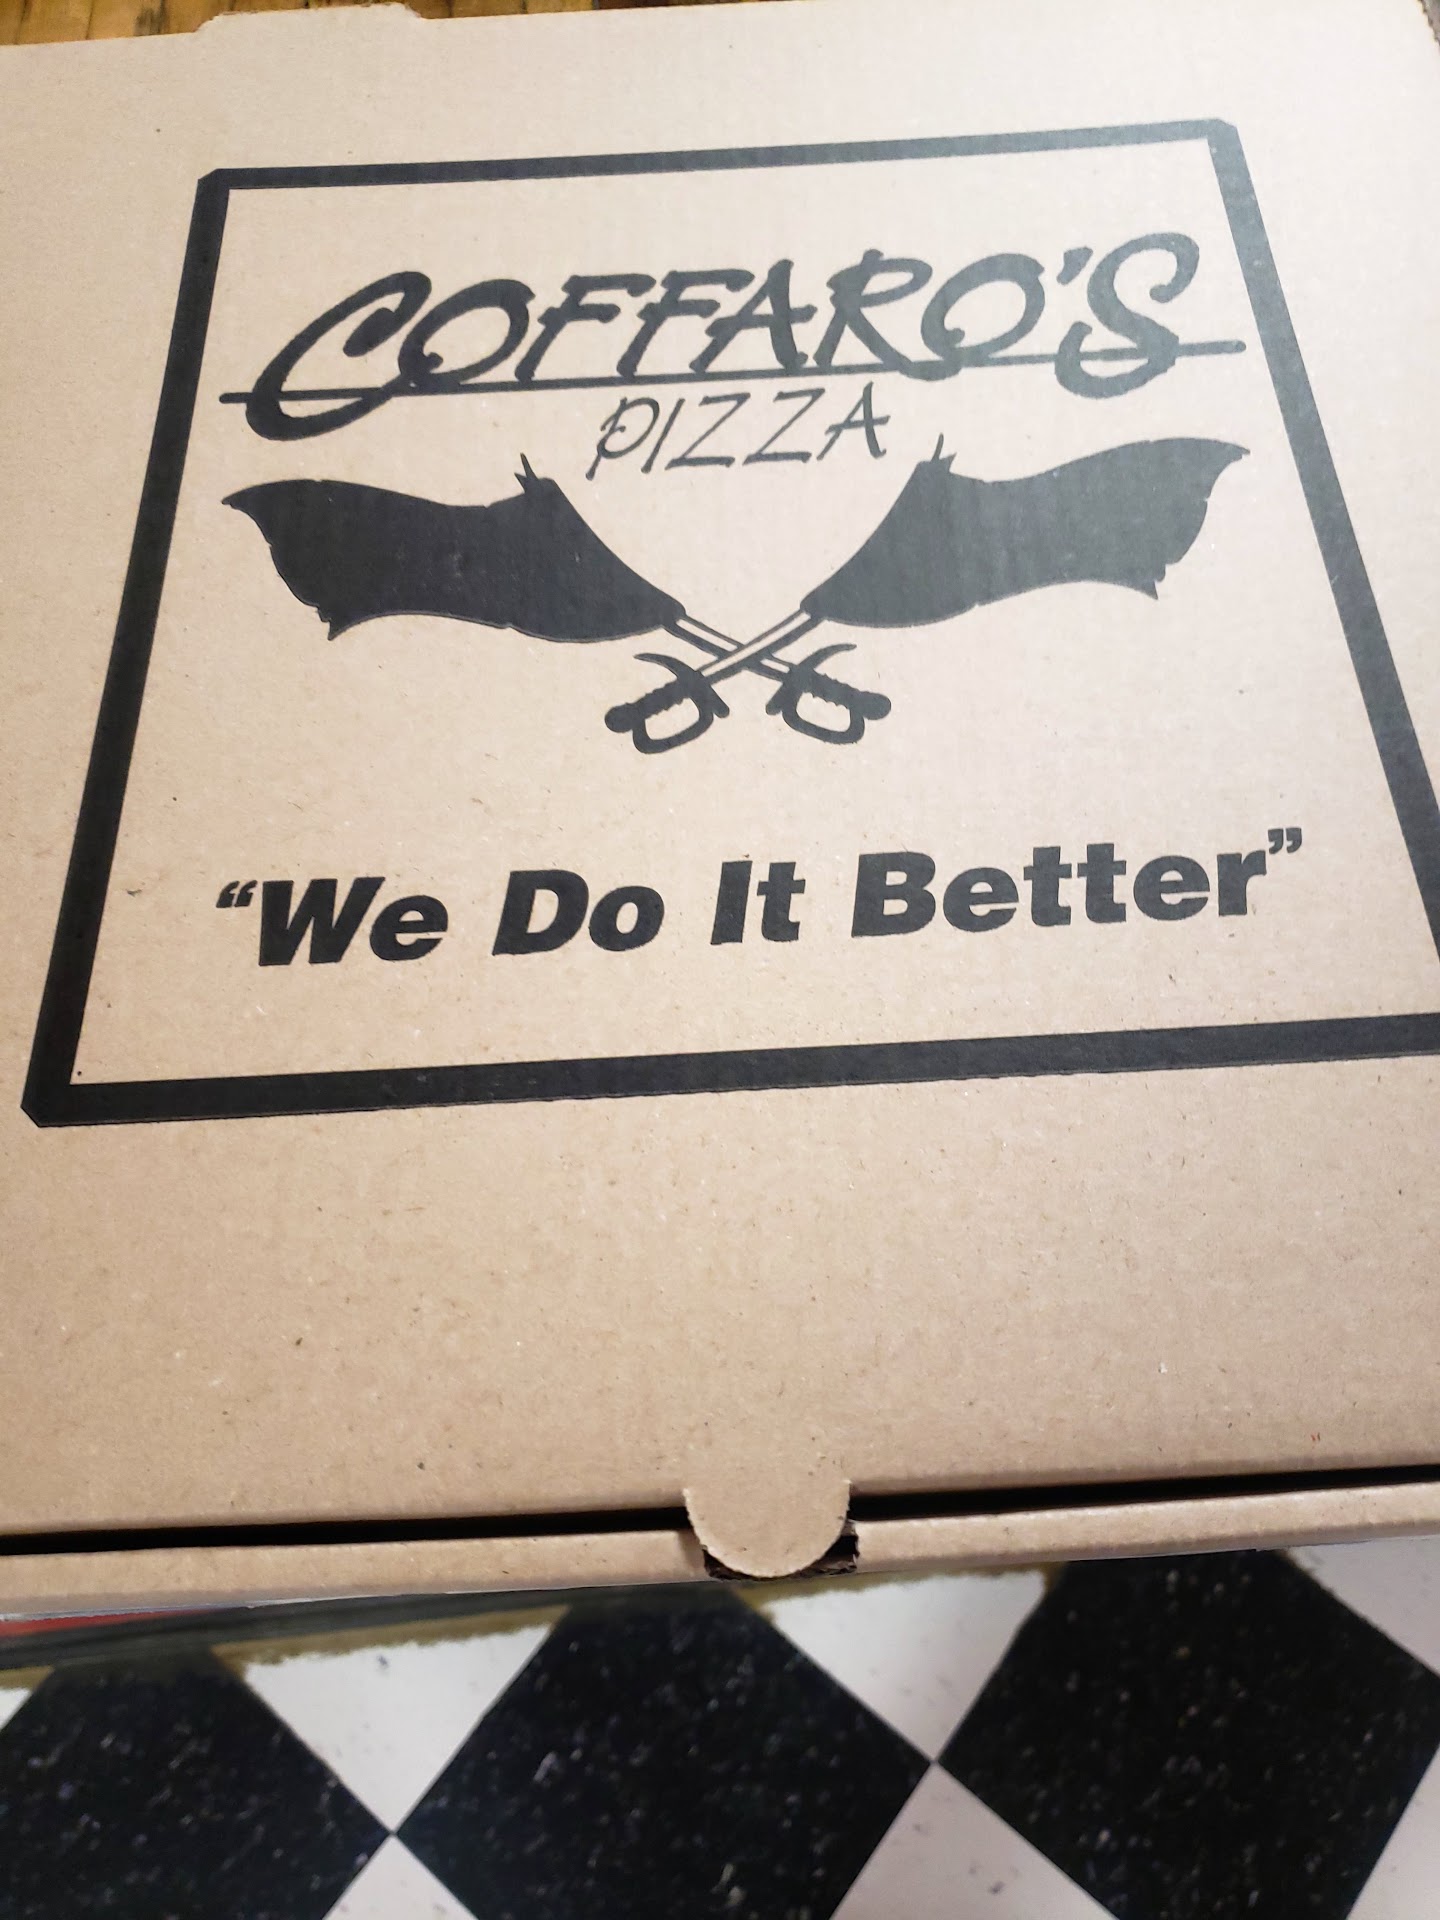 COFFARO'S
PIZZA
“We Do It Better”